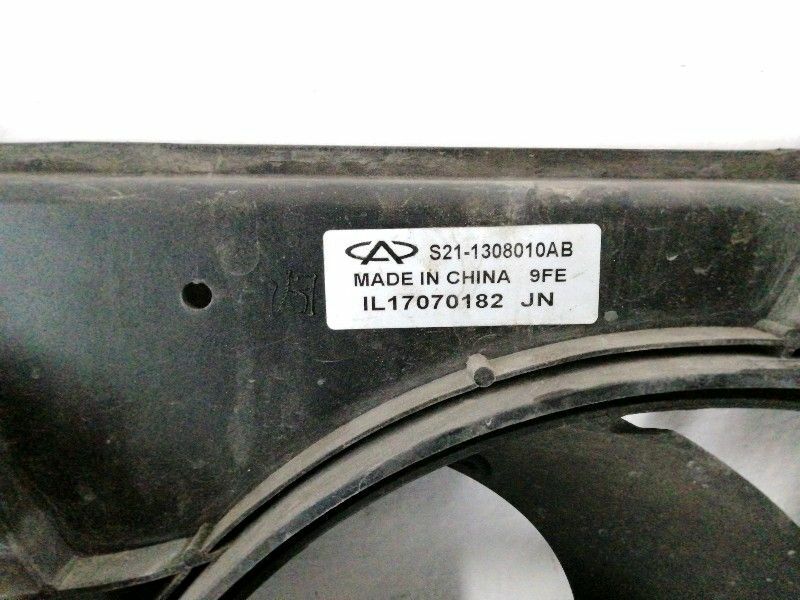 S21-1308010AB
MADE IN CHINA 9FE
IL17070182 JN